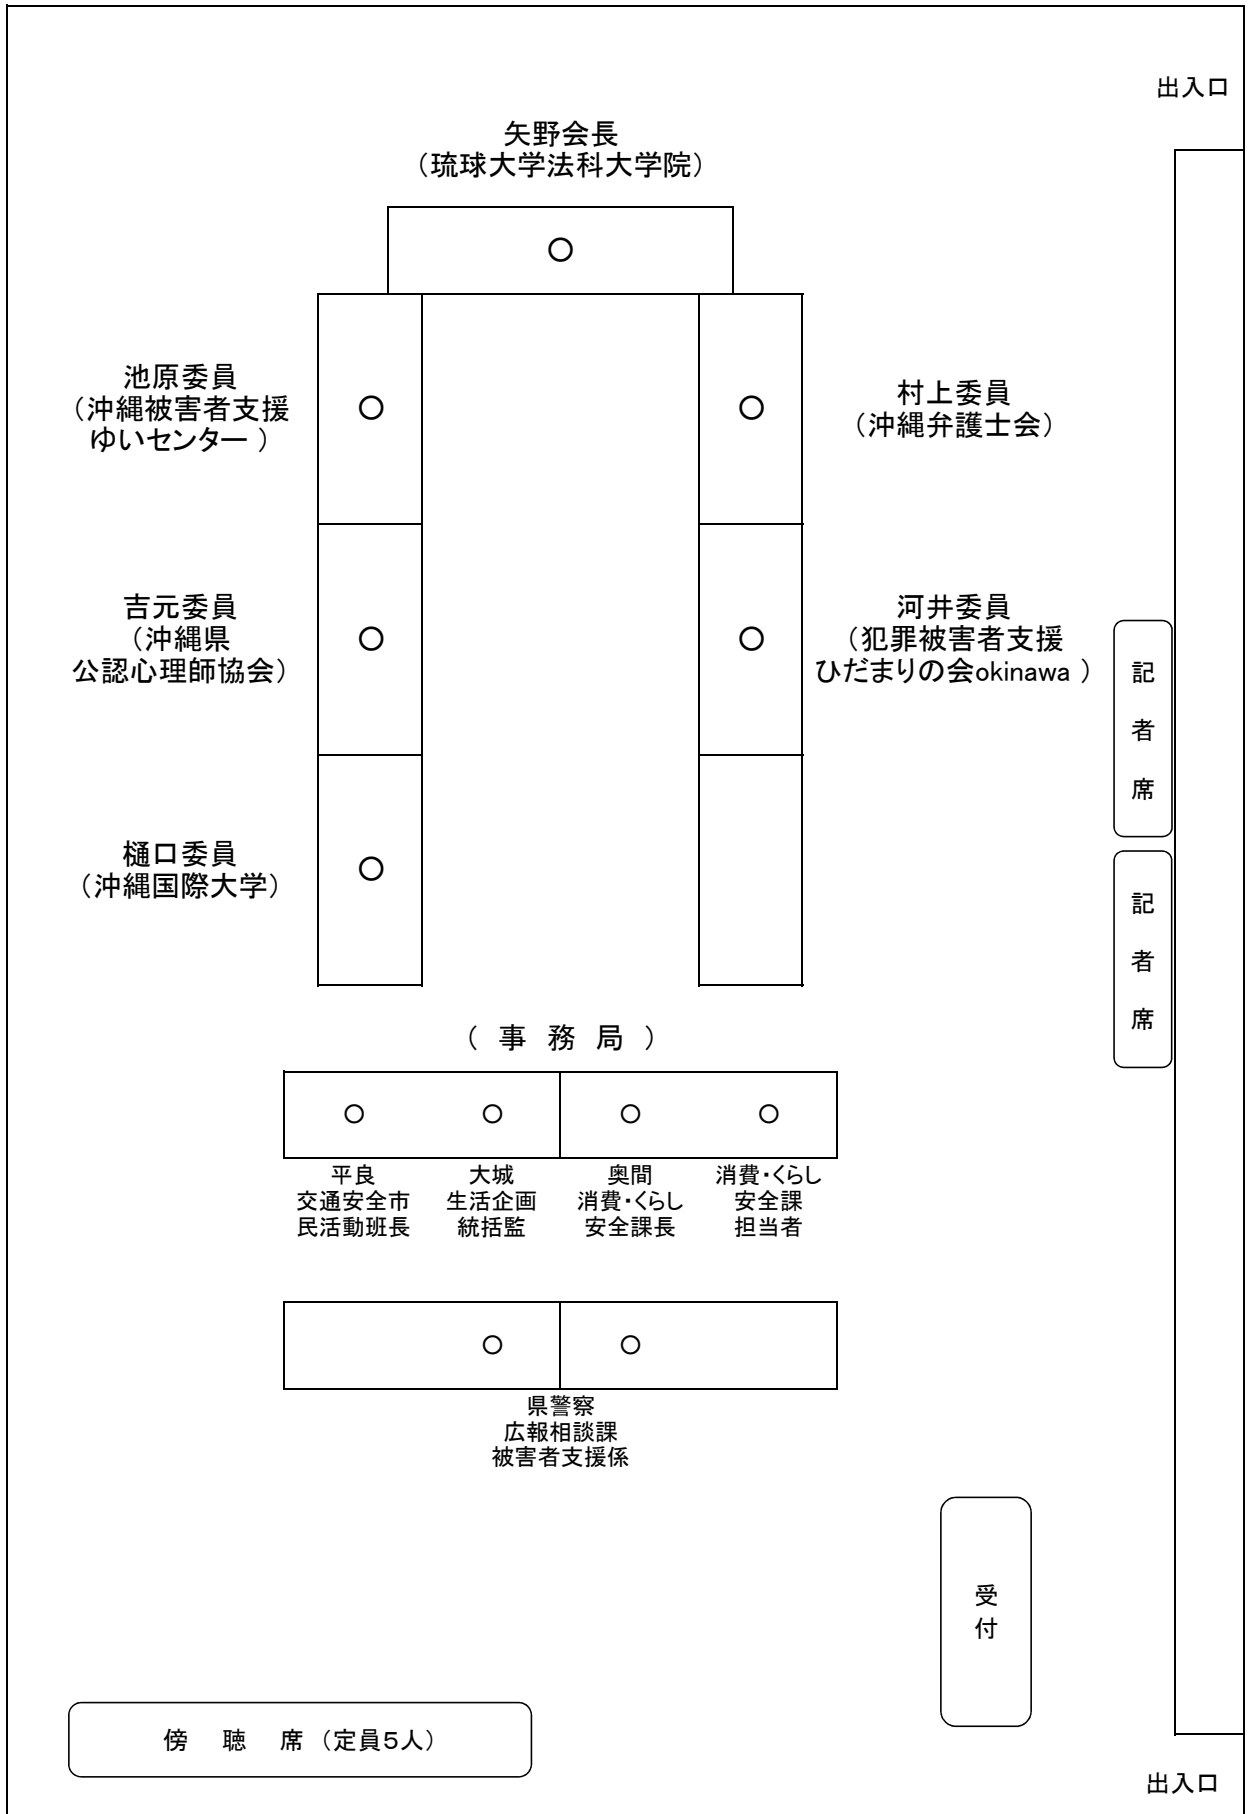 出入口
矢野会長
（琉球大学法科大学院）
池原委員
（沖縄被害者支援
ゆいセンター ）
村上委員
（沖縄弁護士会）
吉元委員
（沖縄県
公認心理師協会）
河井委員
（犯罪被害者支援
ひだまりの会okinawa ）
記者席
樋口委員
（沖縄国際大学）
記者席
（ 事 務 局 ）
平良
交通安全市
民活動班長
大城
生活企画
統括監
奥間
消費・くらし
安全課長
消費・くらし
安全課
担当者
県警察
広報相談課
被害者支援係
受付
傍 聴 席 （定員5人）
出入口